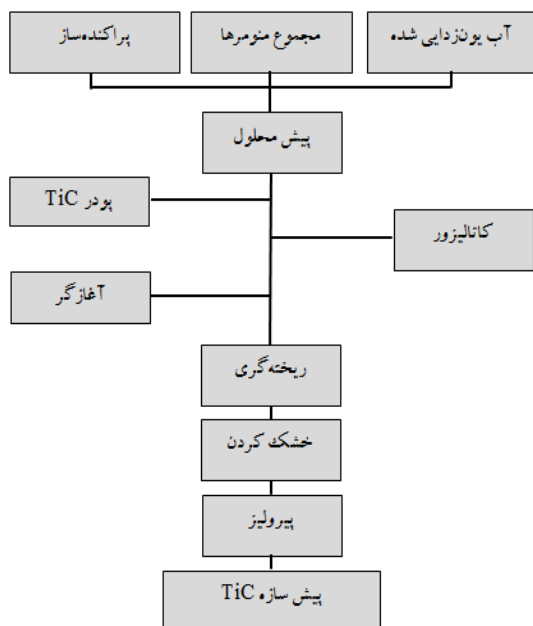 آب یون‌زدایی شده
مجموع منومرها
پراکنده‌ساز
پیش محلول
پودر TiC
کاتالیزور
آغازگر
ریخته‌گری
خشک کردن
پیرولیز
پیش سازه TiC